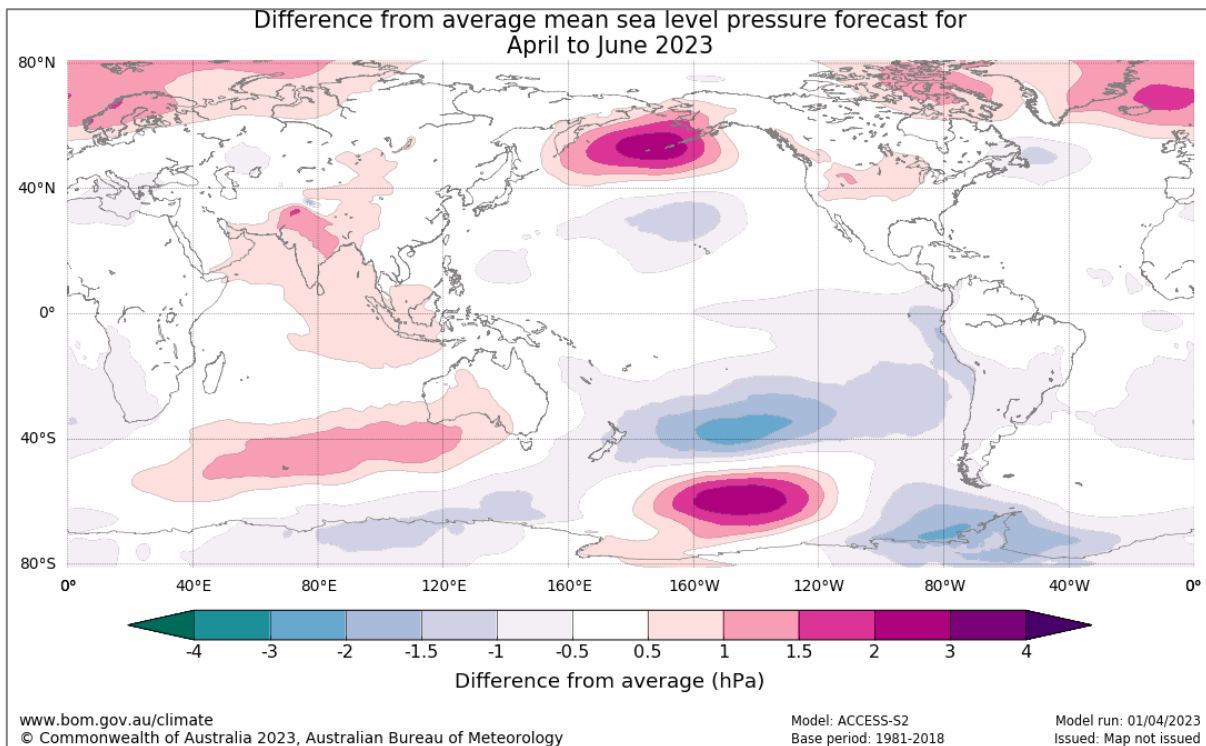 Difference from average mean sea level pressure forecast for
April to June 2023
80°N
40°N
0°
40°S
80°S
0° 40°E 80°E 120°E 160°E 160°W 120°W 80°W 40°W 0°
-4 -3 -2 -1.5 -1 -0.5 0.5 1 1.5 2 3 4
Difference from average (hPa)
www.bom.gov.au/climate
© Commonwealth of Australia 2023, Australian Bureau of Meteorology
Model: ACCESS-S2
Base period: 1981-2018
Model run: 01/04/2023
Issued: Map not issued